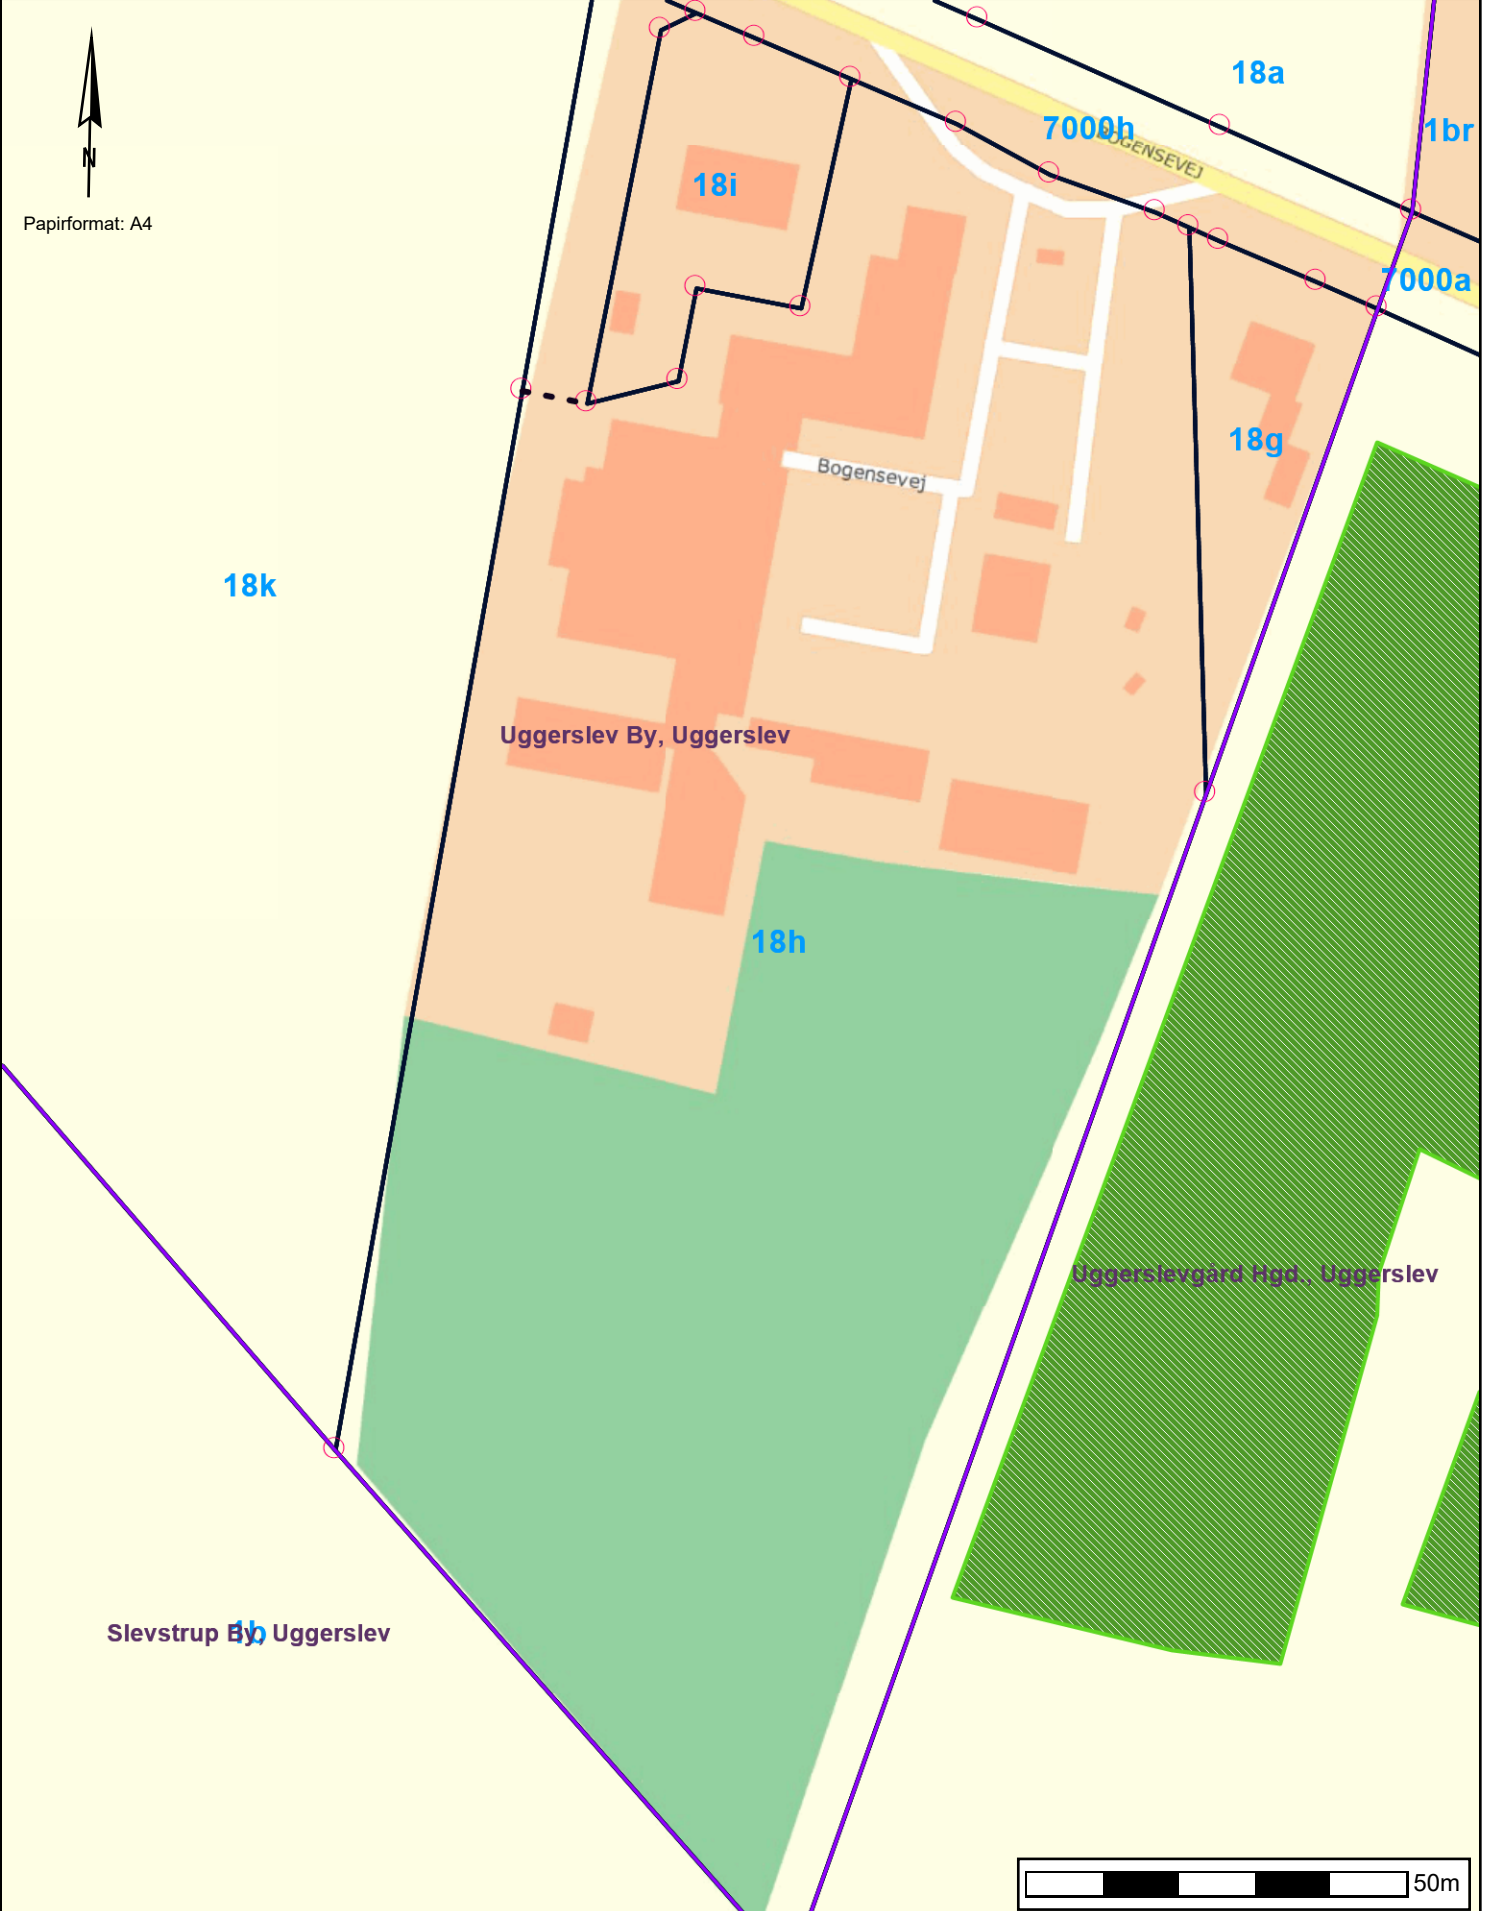 18a
7000h
BOGENSEVEJ
1br
N
18i
Papirformat: A4
7000a
18g
Bogensevej
18k
Uggerslev By, Uggerslev
18h
Uggerslevgård Hgd., Uggerslev
Slevstrup By, Uggerslev
1b
50m